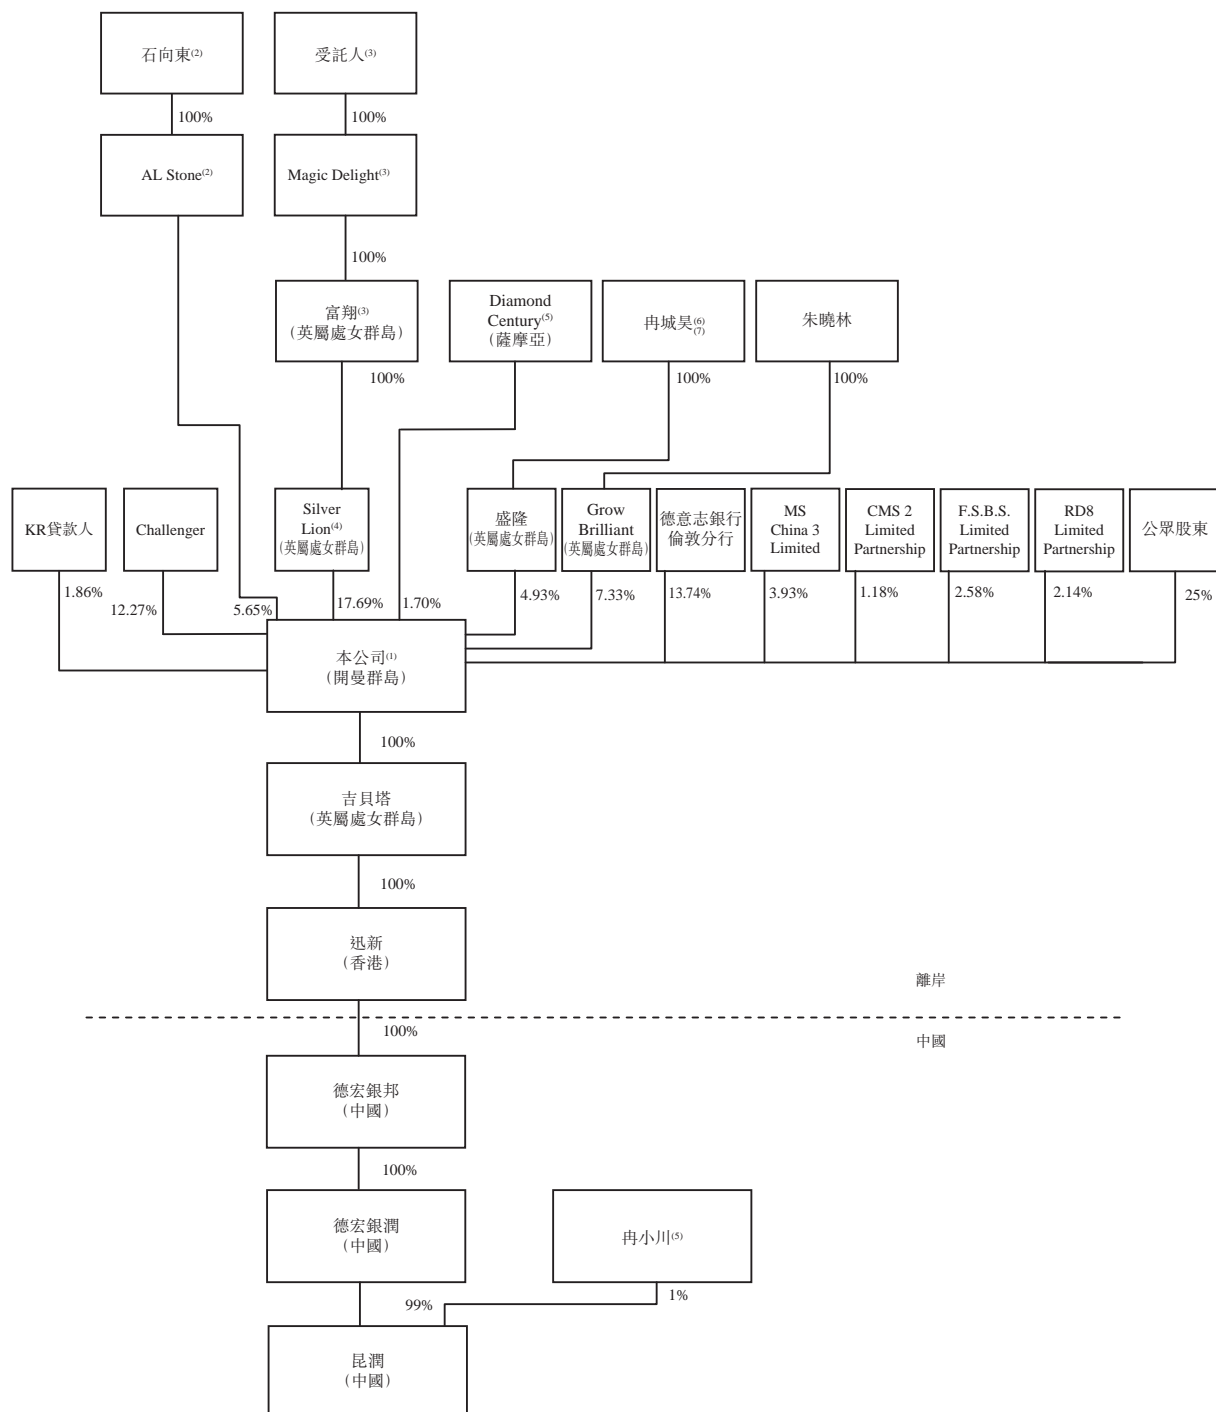 石向東(2)
受託人(3)
100%
100%
AL Stone(2)
Magic Delight(3)
100%
富翔(3)
(英屬處女群島)
Diamond
Century(5)
(薩摩亞)
冉城昊(6)(7)
朱曉林
100%
100%
100%
KR貸款人
Challenger
Silver
Lion(4)
(英屬處女群島)
盛隆
(英屬處女群島)
Grow
Brilliant
(英屬處女群島)
德意志銀行
倫敦分行
MS
China 3
Limited
CMS 2
Limited
Partnership
F.S.B.S.
Limited
Partnership
RD8
Limited
Partnership
公眾股東
1.86%
12.27%
5.65%
17.69%
1.70%
4.93%
7.33%
13.74%
3.93%
1.18%
2.58%
2.14%
25%
本公司(1)
(開曼群島)
100%
吉貝塔
(英屬處女群島)
100%
迅新
(香港)
離岸
100%
中國
德宏銀邦
(中國)
100%
德宏銀潤
(中國)
冉小川(5)
99%
1%
昆潤
(中國)